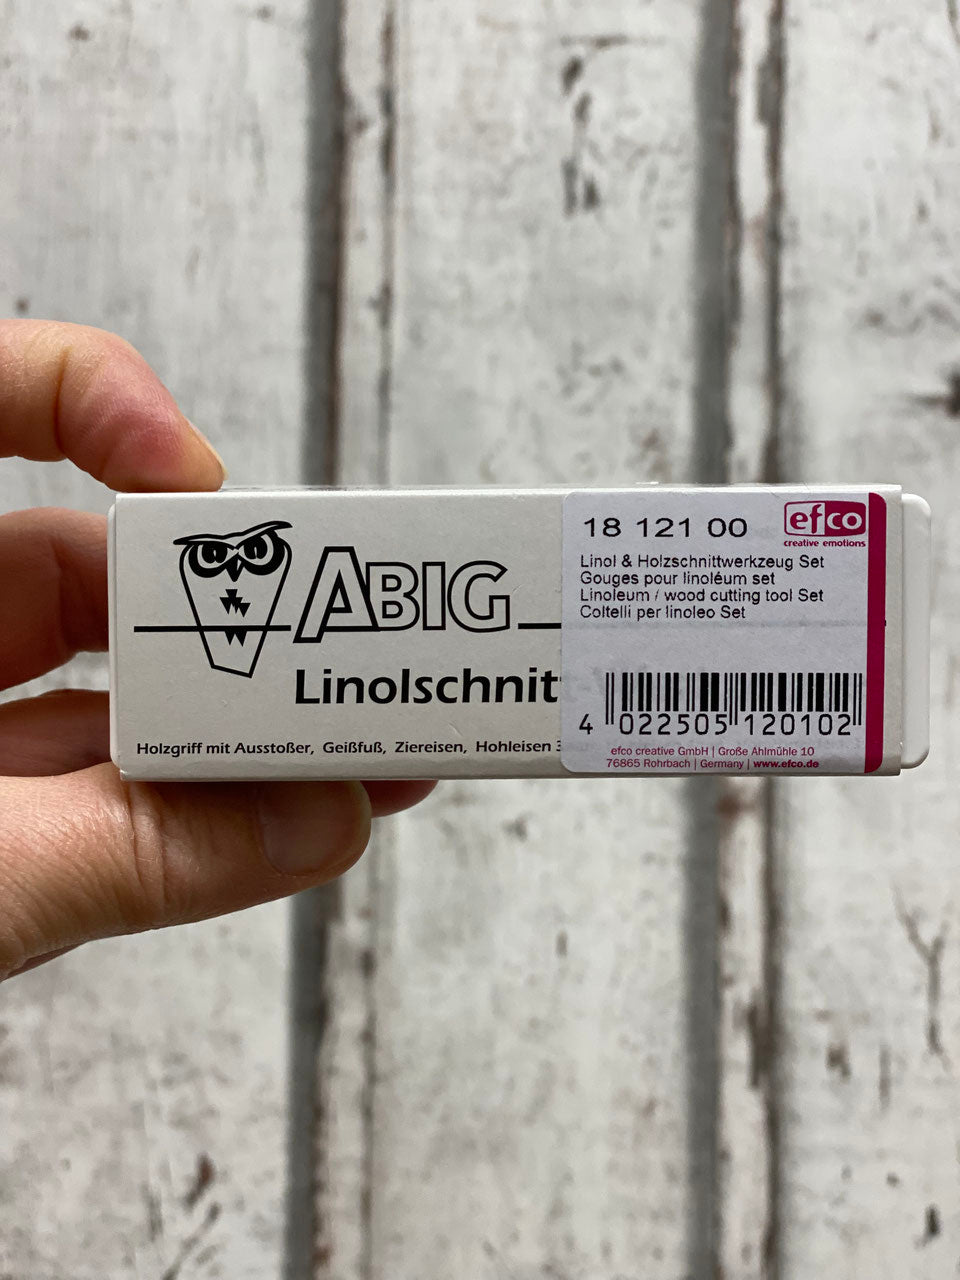 ABIG
Linolschnitt
Holzgriff mit Ausstoßer, Geißfuß, Ziereisen, Hohleisen 3
18 121 00
efco
creative emotions
Linol & Holzschnittwerkzeug Set
Gouges pour linoléum set
Linoleum / wood cutting tool Set
Coltelli per linoleo Set
4 022505 120102
efco creative GmbH | Große Ahlmühle 10
76865 Rohrbach | Germany | www.efco.de